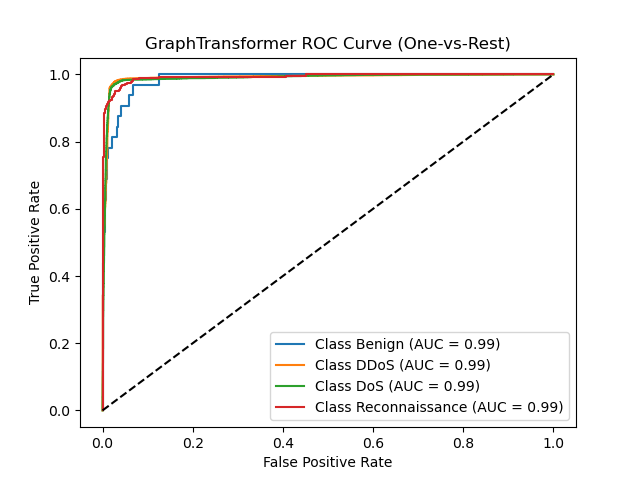 GraphTransformer ROC Curve (One-vs-Rest)
1.0
0.8
0.6
0.4
0.2
0.0
True Positive Rate
Class Benign (AUC = 0.99)
Class DDoS (AUC = 0.99)
Class DoS (AUC = 0.99)
Class Reconnaissance (AUC = 0.99)
0.0 0.2 0.4 0.6 0.8 1.0
False Positive Rate